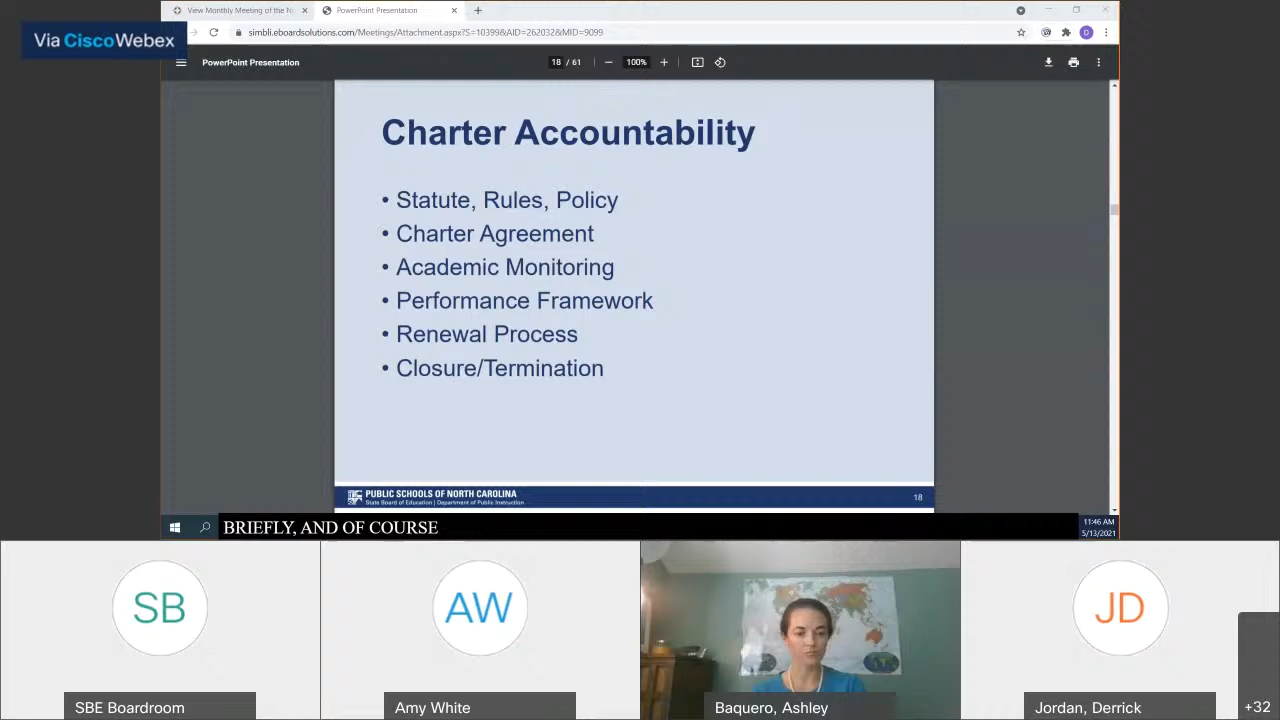 Via Cisco Webex
View Monthly Meeting of the N
PowerPoint Presentation
simbli.eboardsolutions.com/Meetings/Attachment.aspx?S=10399&AID=262032&MID=9099
D
PowerPoint Presentation
18 / 61
100%
Charter Accountability
• Statute, Rules, Policy
• Charter Agreement
• Academic Monitoring
• Performance Framework
• Renewal Process
• Closure/Termination
PUBLIC SCHOOLS OF NORTH CAROLINA
State Board of Education | Department of Public Instruction
18
BRIEFLY, AND OF COURSE
11:46 AM
5/13/2021
SB
AW
JD
SBE Boardroom
Amy White
Baquero, Ashley
Jordan, Derrick
+32